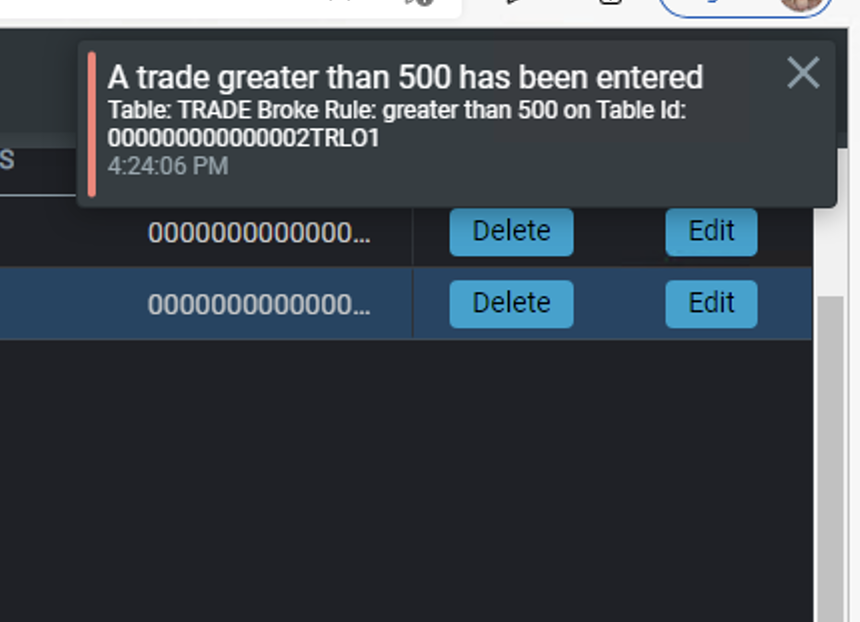 A trade greater than 500 has been entered
Table: TRADE Broke Rule: greater than 500 on Table Id:
000000000000002TRLO1
4:24:06 PM
S
0000000000000... Delete Edit
0000000000000... Delete Edit